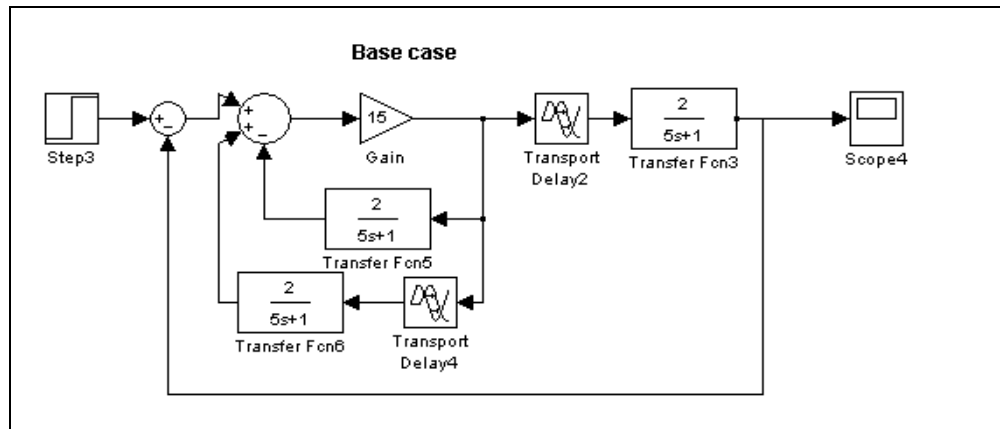 Base case
Step3
+
−
+
+
−
15
Gain
Transport
Delay2
2
5s+1
Transfer Fcn3
Scope4
2
5s+1
Transfer Fcn5
2
5s+1
Transfer Fcn6
Transport
Delay4